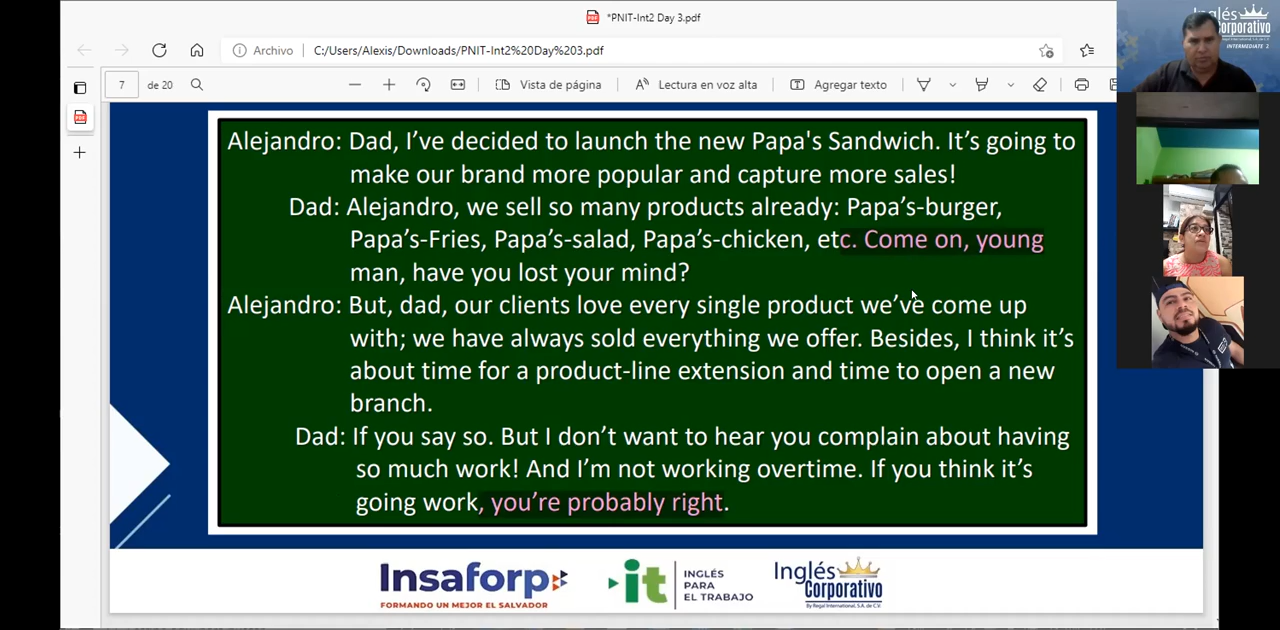 *PNIT-Int2 Day 3.pdf
Archivo
C:/Users/Alexis/Downloads/PNIT-Int2%20Day%203.pdf
7 de 20
Vista de página
Lectura en voz alta
Agregar texto
Inglés
Corporativo
INTERMEDIATE 2
Alejandro: Dad, I've decided to launch the new Papa's Sandwich. It's going to
make our brand more popular and capture more sales!
Dad: Alejandro, we sell so many products already: Papa's-burger,
Papa's-Fries, Papa's-salad, Papa's-chicken, etc. Come on, young
man, have you lost your mind?
Alejandro: But, dad, our clients love every single product we've come up
with; we have always sold everything we offer. Besides, I think it's
about time for a product-line extension and time to open a new
branch.
Dad: If you say so. But I don't want to hear you complain about having
so much work! And I'm not working overtime. If you think it's
going work, you're probably right.
Insaforp
FORMANDO UN MEJOR EL SALVADOR
it
INGLÉS
PARA
EL TRABAJO
Inglés
Corporativo
By Regal International, S.A. de C.V.